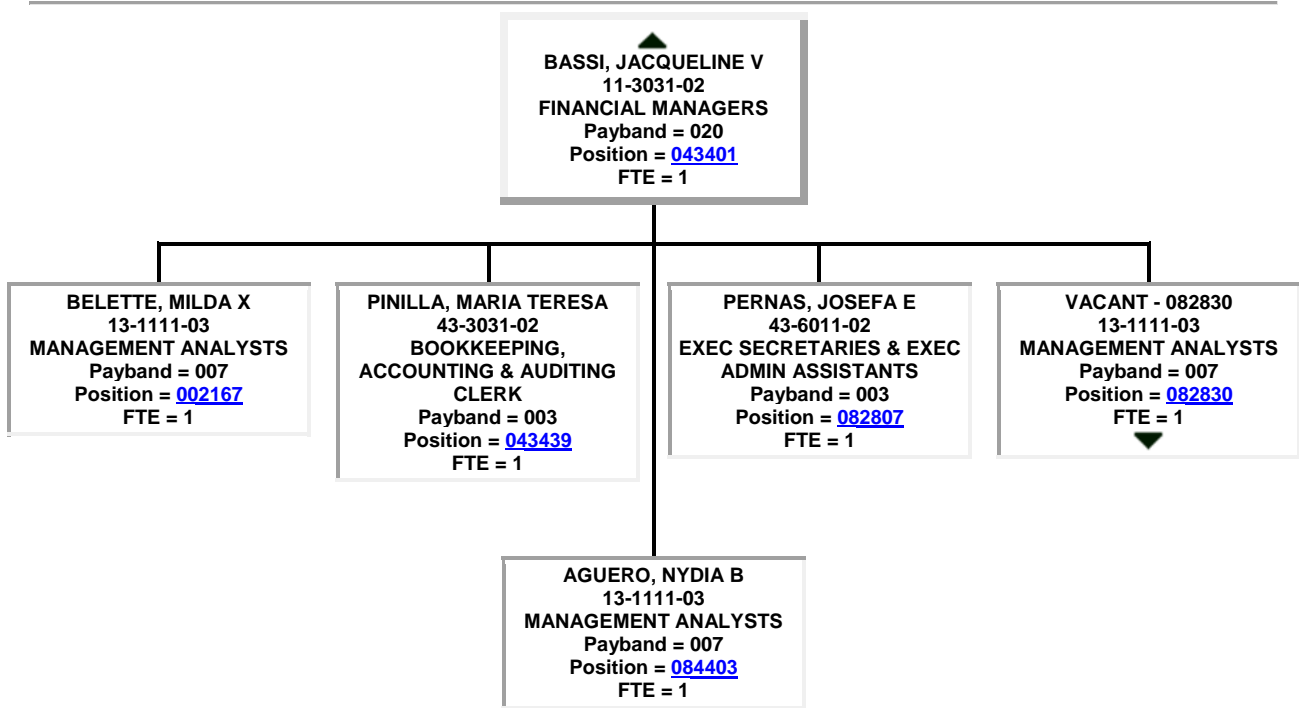 BASSI, JACQUELINE V
11-3031-02
FINANCIAL MANAGERS
Payband = 020
Position = 043401
FTE = 1
BELETTE, MILDA X
13-1111-03
MANAGEMENT ANALYSTS
Payband = 007
Position = 002167
FTE = 1
PINILLA, MARIA TERESA
43-3031-02
BOOKKEEPING,
ACCOUNTING & AUDITING
CLERK
Payband = 003
Position = 043439
FTE = 1
PERNAS, JOSEFA E
43-6011-02
EXEC SECRETARIES & EXEC
ADMIN ASSISTANTS
Payband = 003
Position = 082807
FTE = 1
VACANT - 082830
13-1111-03
MANAGEMENT ANALYSTS
Payband = 007
Position = 082830
FTE = 1
AGUERO, NYDIA B
13-1111-03
MANAGEMENT ANALYSTS
Payband = 007
Position = 084403
FTE = 1